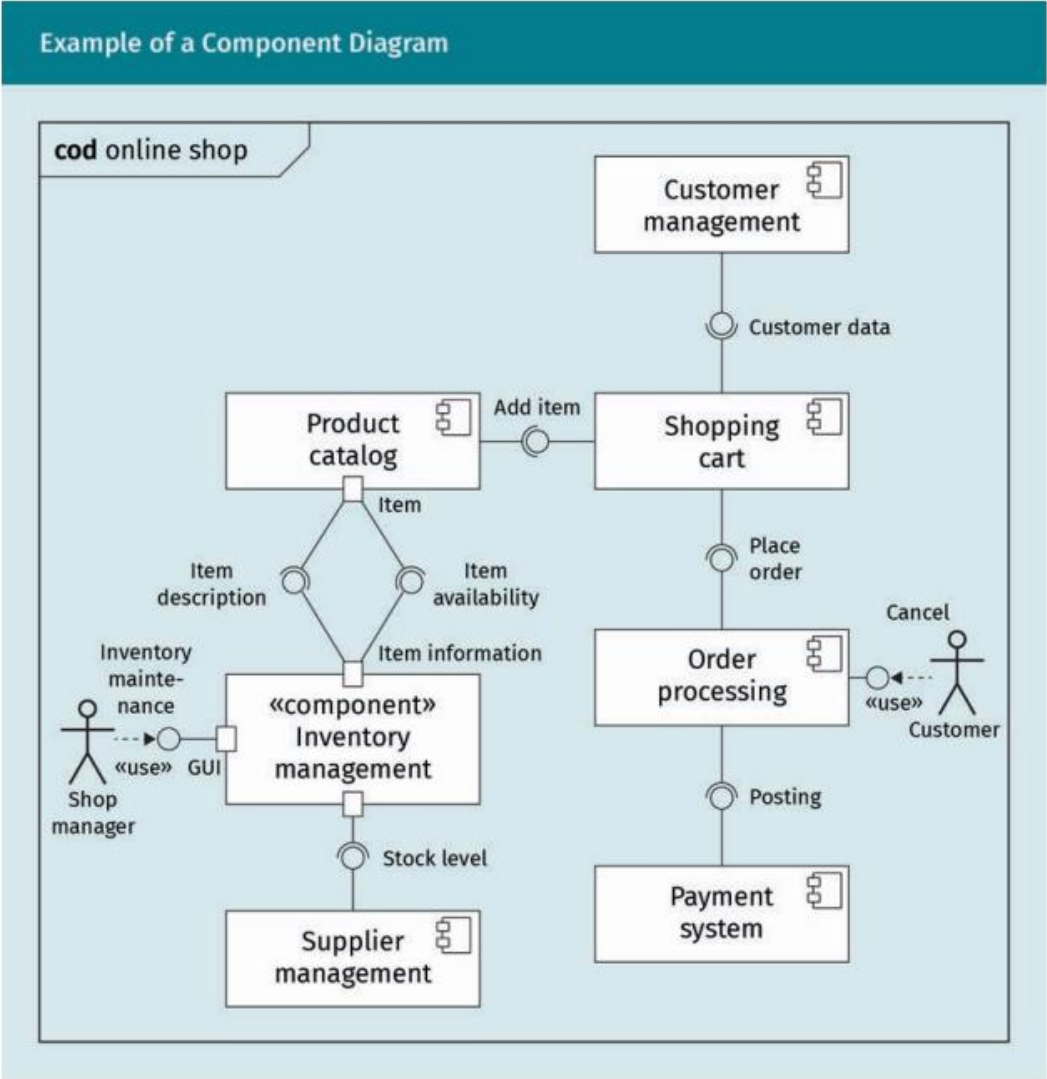 Example of a Component Diagram
cod online shop
Customer
management
Customer data
Product
catalog
Add item
Shopping
cart
Item
Item
description
Item
availability
Place
order
Item information
Inventory
mainte-
nance
«component»
Inventory
management
«use»
GUI
Shop
manager
Order
processing
Cancel
«use»
Customer
Stock level
Posting
Supplier
management
Payment
system